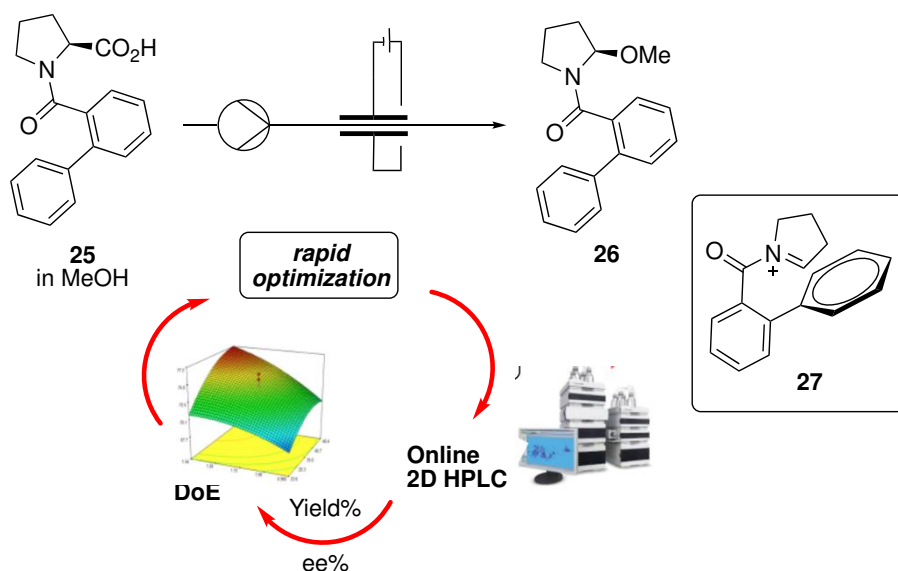 CO2H
N
O
25
in MeOH
OMe
N
O
26
O
N
+
27
rapid
optimization
DoE
Yield%
ee%
Online
2D HPLC